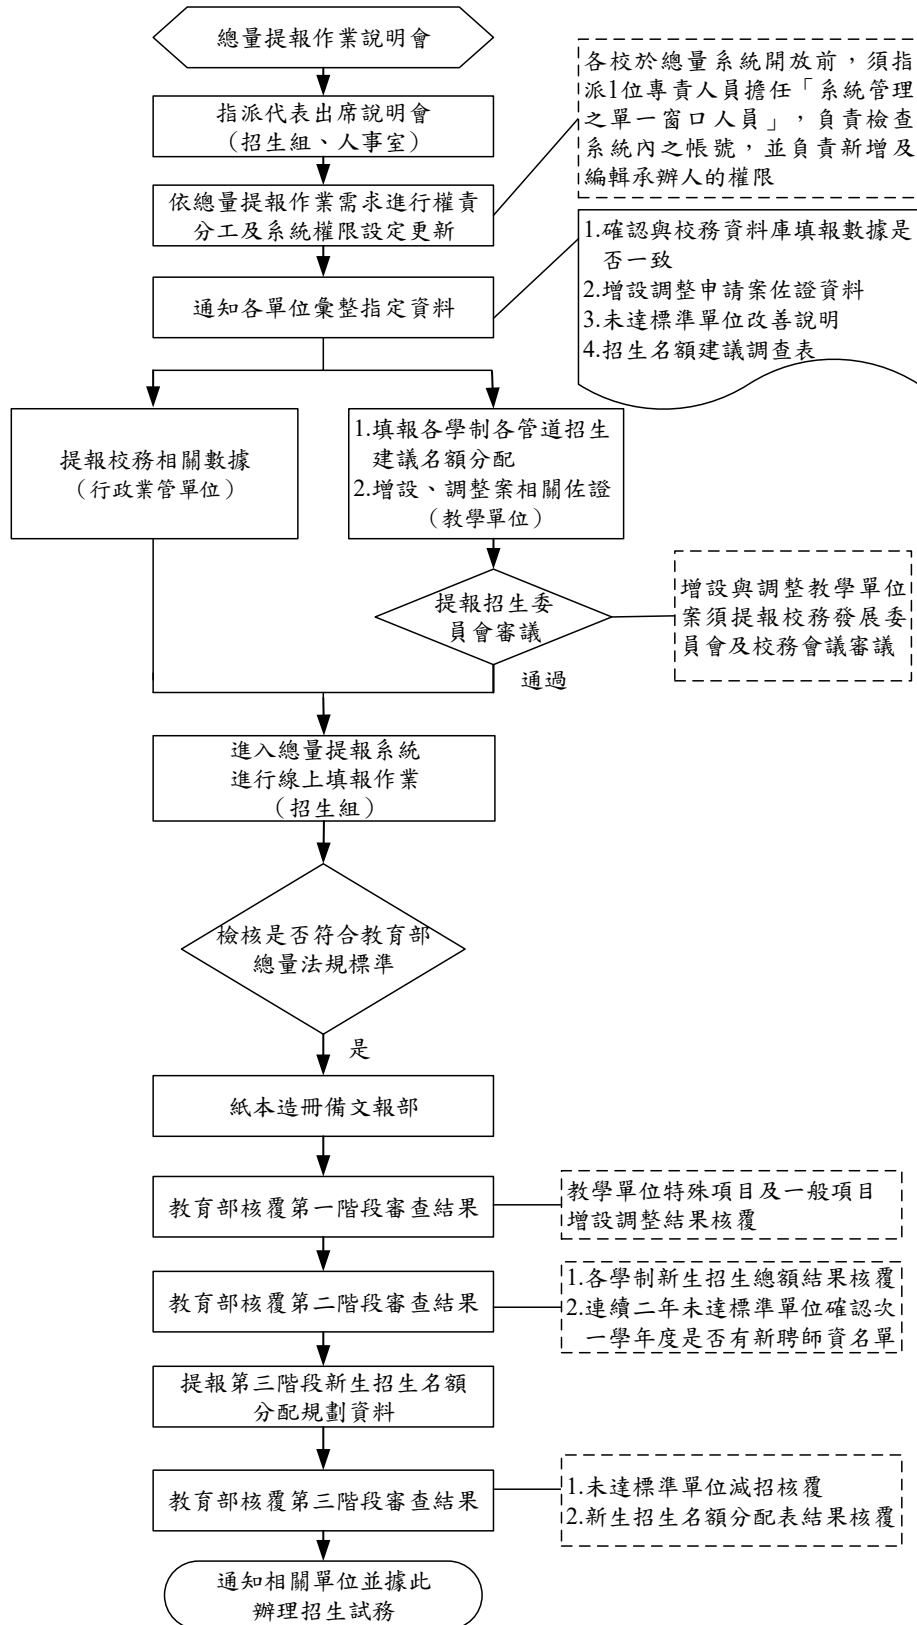 總量提報作業說明會
各校於總量系統開放前，須指
派1位專責人員擔任「系統管理
之單一窗口人員」，負責檢查
系統內之帳號，並負責新增及
編輯承辦人的權限
指派代表出席說明會
（招生組、人事室）
依總量提報作業需求進行權責
分工及系統權限設定更新
1.確認與校務資料庫填報數據是
否一致
2.增設調整申請案佐證資料
3.未達標準單位改善說明
4.招生名額建議調查表
通知各單位彙整指定資料
提報校務相關數據
（行政業管單位）
1.填報各學制各管道招生
建議名額分配
2.增設、調整案相關佐證
（教學單位）
提報招生委
員會審議
增設與調整教學單位
案須提報校務發展委
員會及校務會議審議
通過
進入總量提報系統
進行線上填報作業
（招生組）
檢核是否符合教育部
總量法規標準
是
紙本造冊備文報部
教育部核覆第一階段審查結果
教學單位特殊項目及一般項目
增設調整結果核覆
教育部核覆第二階段審查結果
1.各學制新生招生總額結果核覆
2.連續二年未達標準單位確認次
一學年度是否有新聘師資名單
提報第三階段新生招生名額
分配規劃資料
教育部核覆第三階段審查結果
1.未達標準單位減招核覆
2.新生招生名額分配表結果核覆
通知相關單位並據此
辦理招生試務